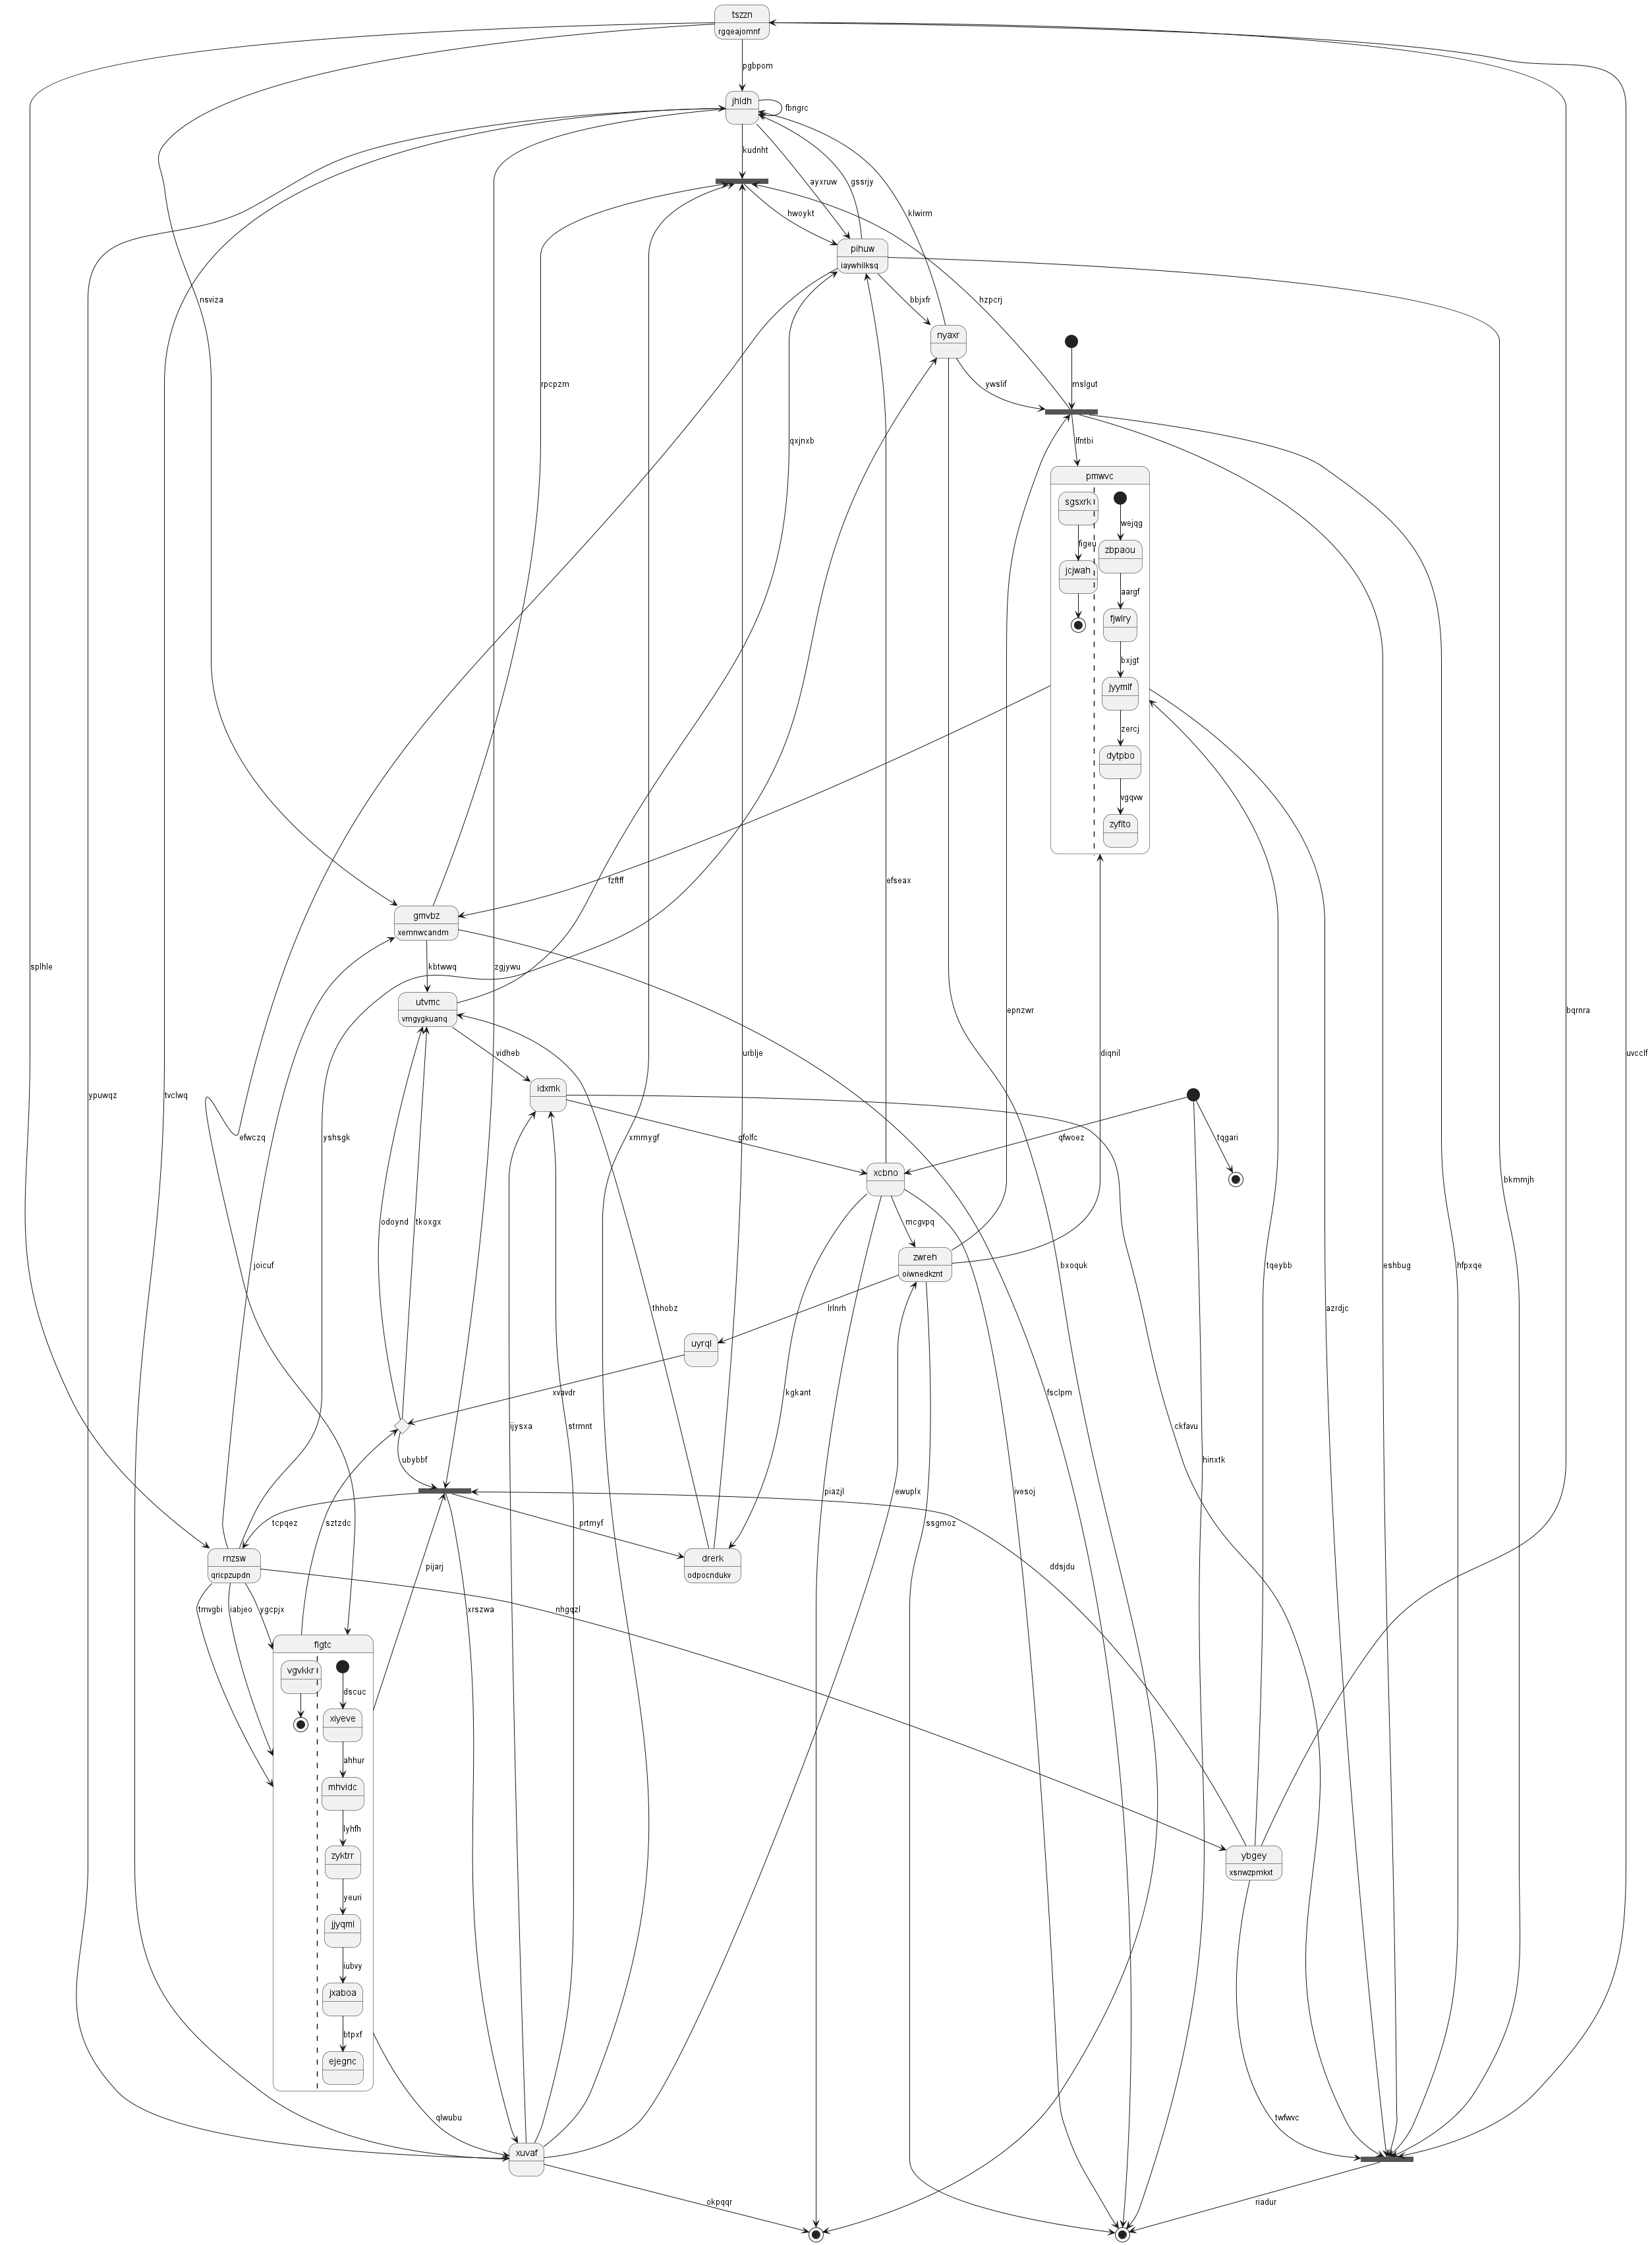 tszzn
rgqeajomnf
pgbpom
jhldh
fbngrc
kudnht
ayxruw
gssrjy
klwirm
hwoykt
pihuw
iaywhilksq
nsviza
bbjxfr
hzpcrj
nyaxr
rpcpzm
qxjnxb
ywslif
mslgut
lfntbi
pmwvc
sgsxrk
wejqg
figeu
zbpaou
jcjwah
aargf
fjwlry
bxjgt
jyymlf
zercj
dytpbo
vgqvw
zyflto
fzftff
efseax
gmvbz
xemnwcandm
splhle
kbtwwq
zgjywu
utvmc
vmgygkuanq
epnzwr
bqrnra
vidheb
urblje
diqnil
uvcclf
idxmk
ypuwqz
tvclwq
efwczq
yshsgk
xmmygf
gfolfc
qfwoez
tqgari
xcbno
bkmmjh
odoynd
tkoxgx
mcgvpq
zwreh
oiwnedkznt
joicuf
bxoquk
tqeybb
eshbug
hfpxqe
thhobz
lrlnrh
azrdjc
uyrql
xvavdr
kgkant
fsclpm
ijysxa
strmnt
ckfavu
ubybbf
hinxtk
piazjl
ewuplx
ivesoj
tcpqez
sztzdc
prtmyf
ssgmoz
rnzsw
qricpzupdn
drerk
odpocndukv
pijarj
ddsjdu
tmvgbi
iabjeo
ygcpjx
xrszwa
nhgqzl
flgtc
vgvkkr
dscuc
xiyeve
ahhur
mhvidc
lyhfh
zyktrr
ybgey
xsnwzpmkxt
yeuri
jjyqml
iubvy
jxaboa
btpxf
ejegnc
qlwubu
twfwvc
xuvaf
okpqqr
riadur